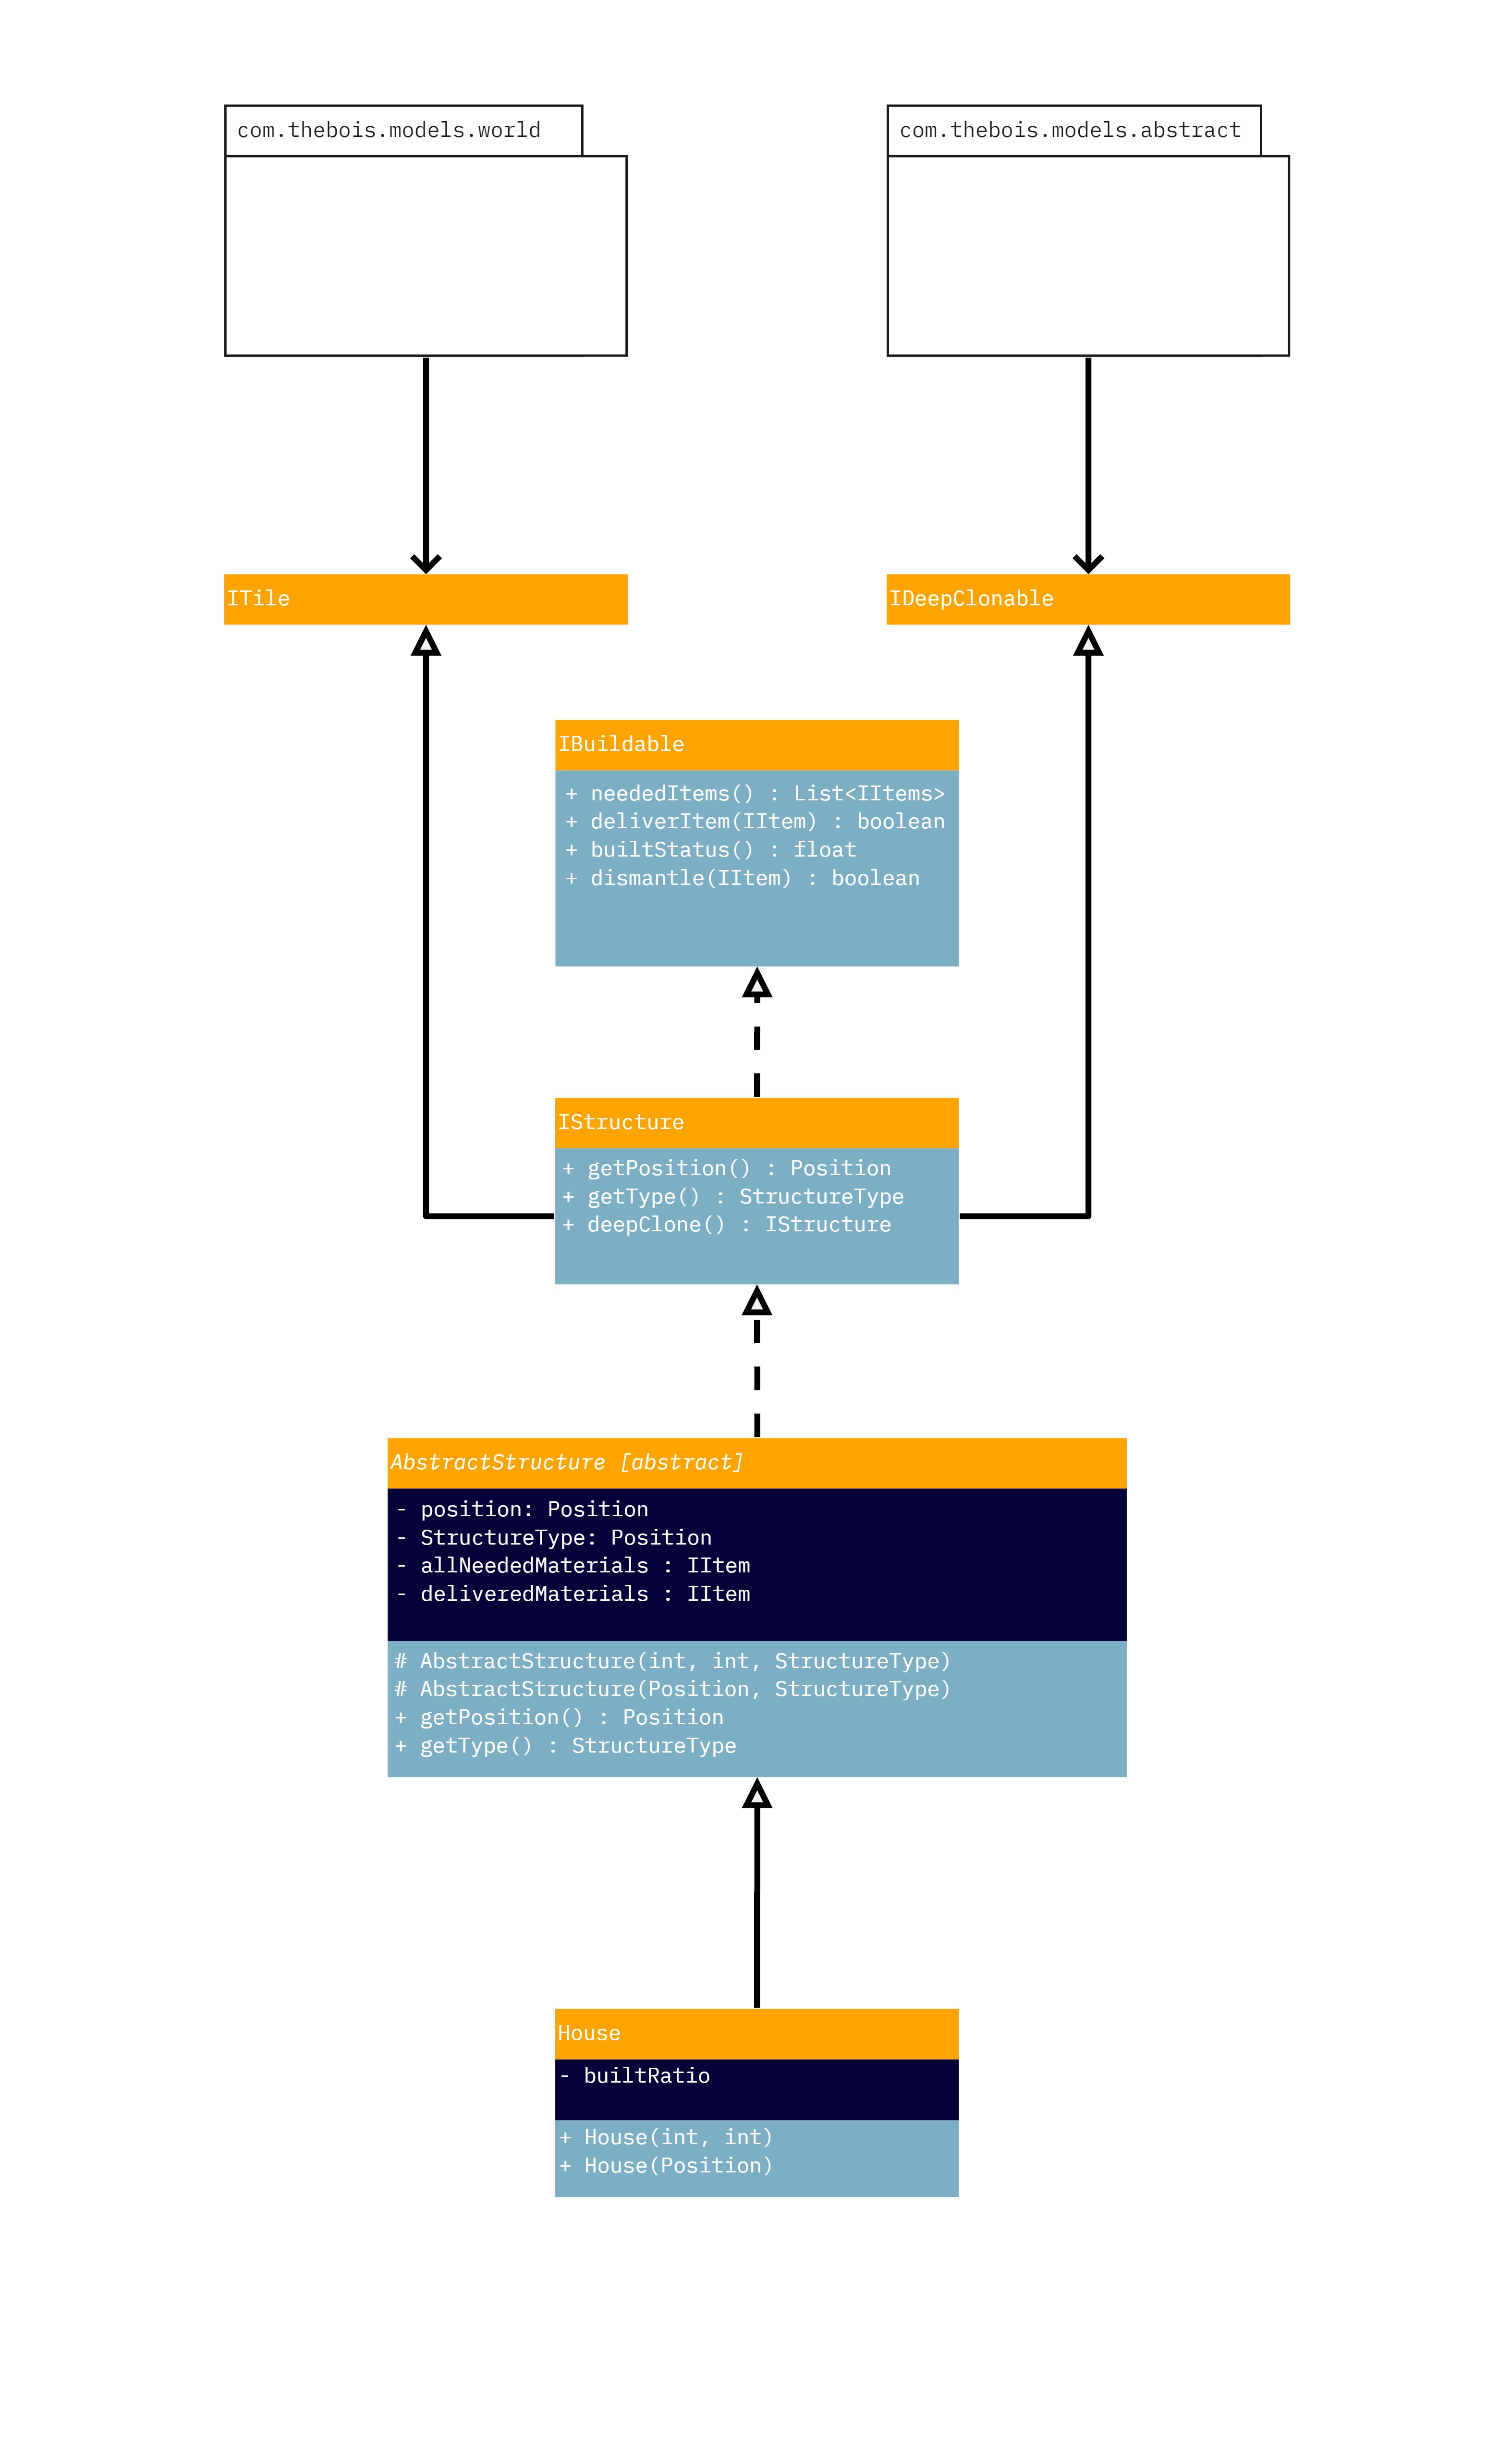 com.thebois.models.world
com.thebois.models.abstract
ITile
IDeepClonable
IBuildable
+ neededItems() : List<IItems>
+ deliverItem(IItem) : boolean
+ builtStatus() : float
+ dismantle(IItem) : boolean
IStructure
+ getPosition() : Position
+ getType() : StructureType
+ deepClone() : IStructure
AbstractStructure [abstract]
- position: Position
- StructureType: Position
- allNeededMaterials : IItem
- deliveredMaterials : IItem
# AbstractStructure(int, int, StructureType)
# AbstractStructure(Position, StructureType)
+ getPosition() : Position
+ getType() : StructureType
House
- builtRatio
+ House(int, int)
+ House(Position)